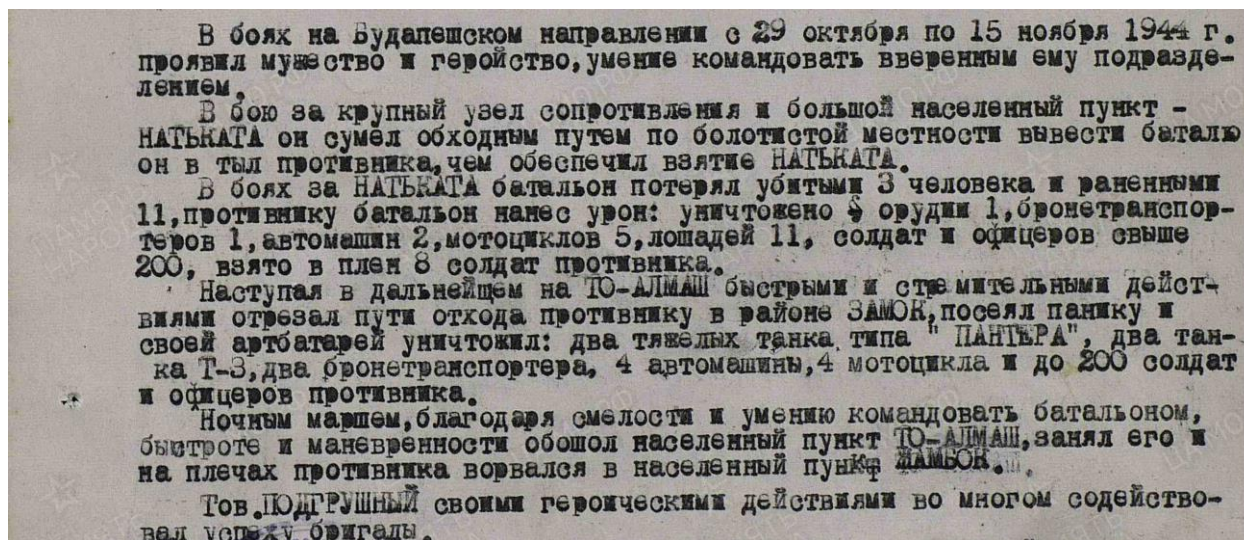 В боях на Будапешском направлении с 29 октября по 15 ноября 1944 г.
проявил мужество и геройство,умение командовать вверенным ему подразде-
лением.
В бою за крупный узел сопротивления и большой населенный пункт -
НАТЬКАТА он сумел обходным путем по болотистой местности вывести баталю
он в тыл противника,чем обеспечил взятие НАТЬКАТА.
В боях за НАТЬКАТА батальон потерял убитыми 3 человека и раненными
11,противнику батальон нанес урон: уничтожено орудии 1,бронетранспор-
теров 1,автомашин 2,мотоциклов 5,лошадей 11, солдат и офицеров свыше
200, взято в плен 8 солдат противника.
Наступая в дальнейщем на ТО-АЛМАШ быстрыми и стремительными дейст-
виями отрезал пути отхода противнику в районе ЗАМОК,посеял панику и
своей артбатарей уничтожил: два тяжелых танка типа " ПАНТЕРА", два тан-
ка Т-3,два бронетранспортера, 4 автомашины,4 мотоцикла и до 200 солдат
и офицеров противника.
Ночным маршем,благодаря смелости и умению командовать батальоном,
быстроте и маневренности обошол населенный пункт ТО-АЛМАШ,занял его и
на плечах противника ворвался в населенный пункт ЖАМБОК.
Тов.ПОДГРУШНЫЙ своими героическими действиями во многом содейство-
вал успеху бригады.